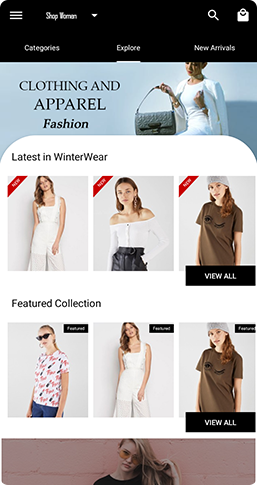 Shop Women
Categories Explore New Arrivals
CLOTHING AND
APPAREL
Fashion
Latest in WinterWear
NEW NEW NEW
VIEW ALL
Featured Collection
Featured Featured Featured
VIEW ALL